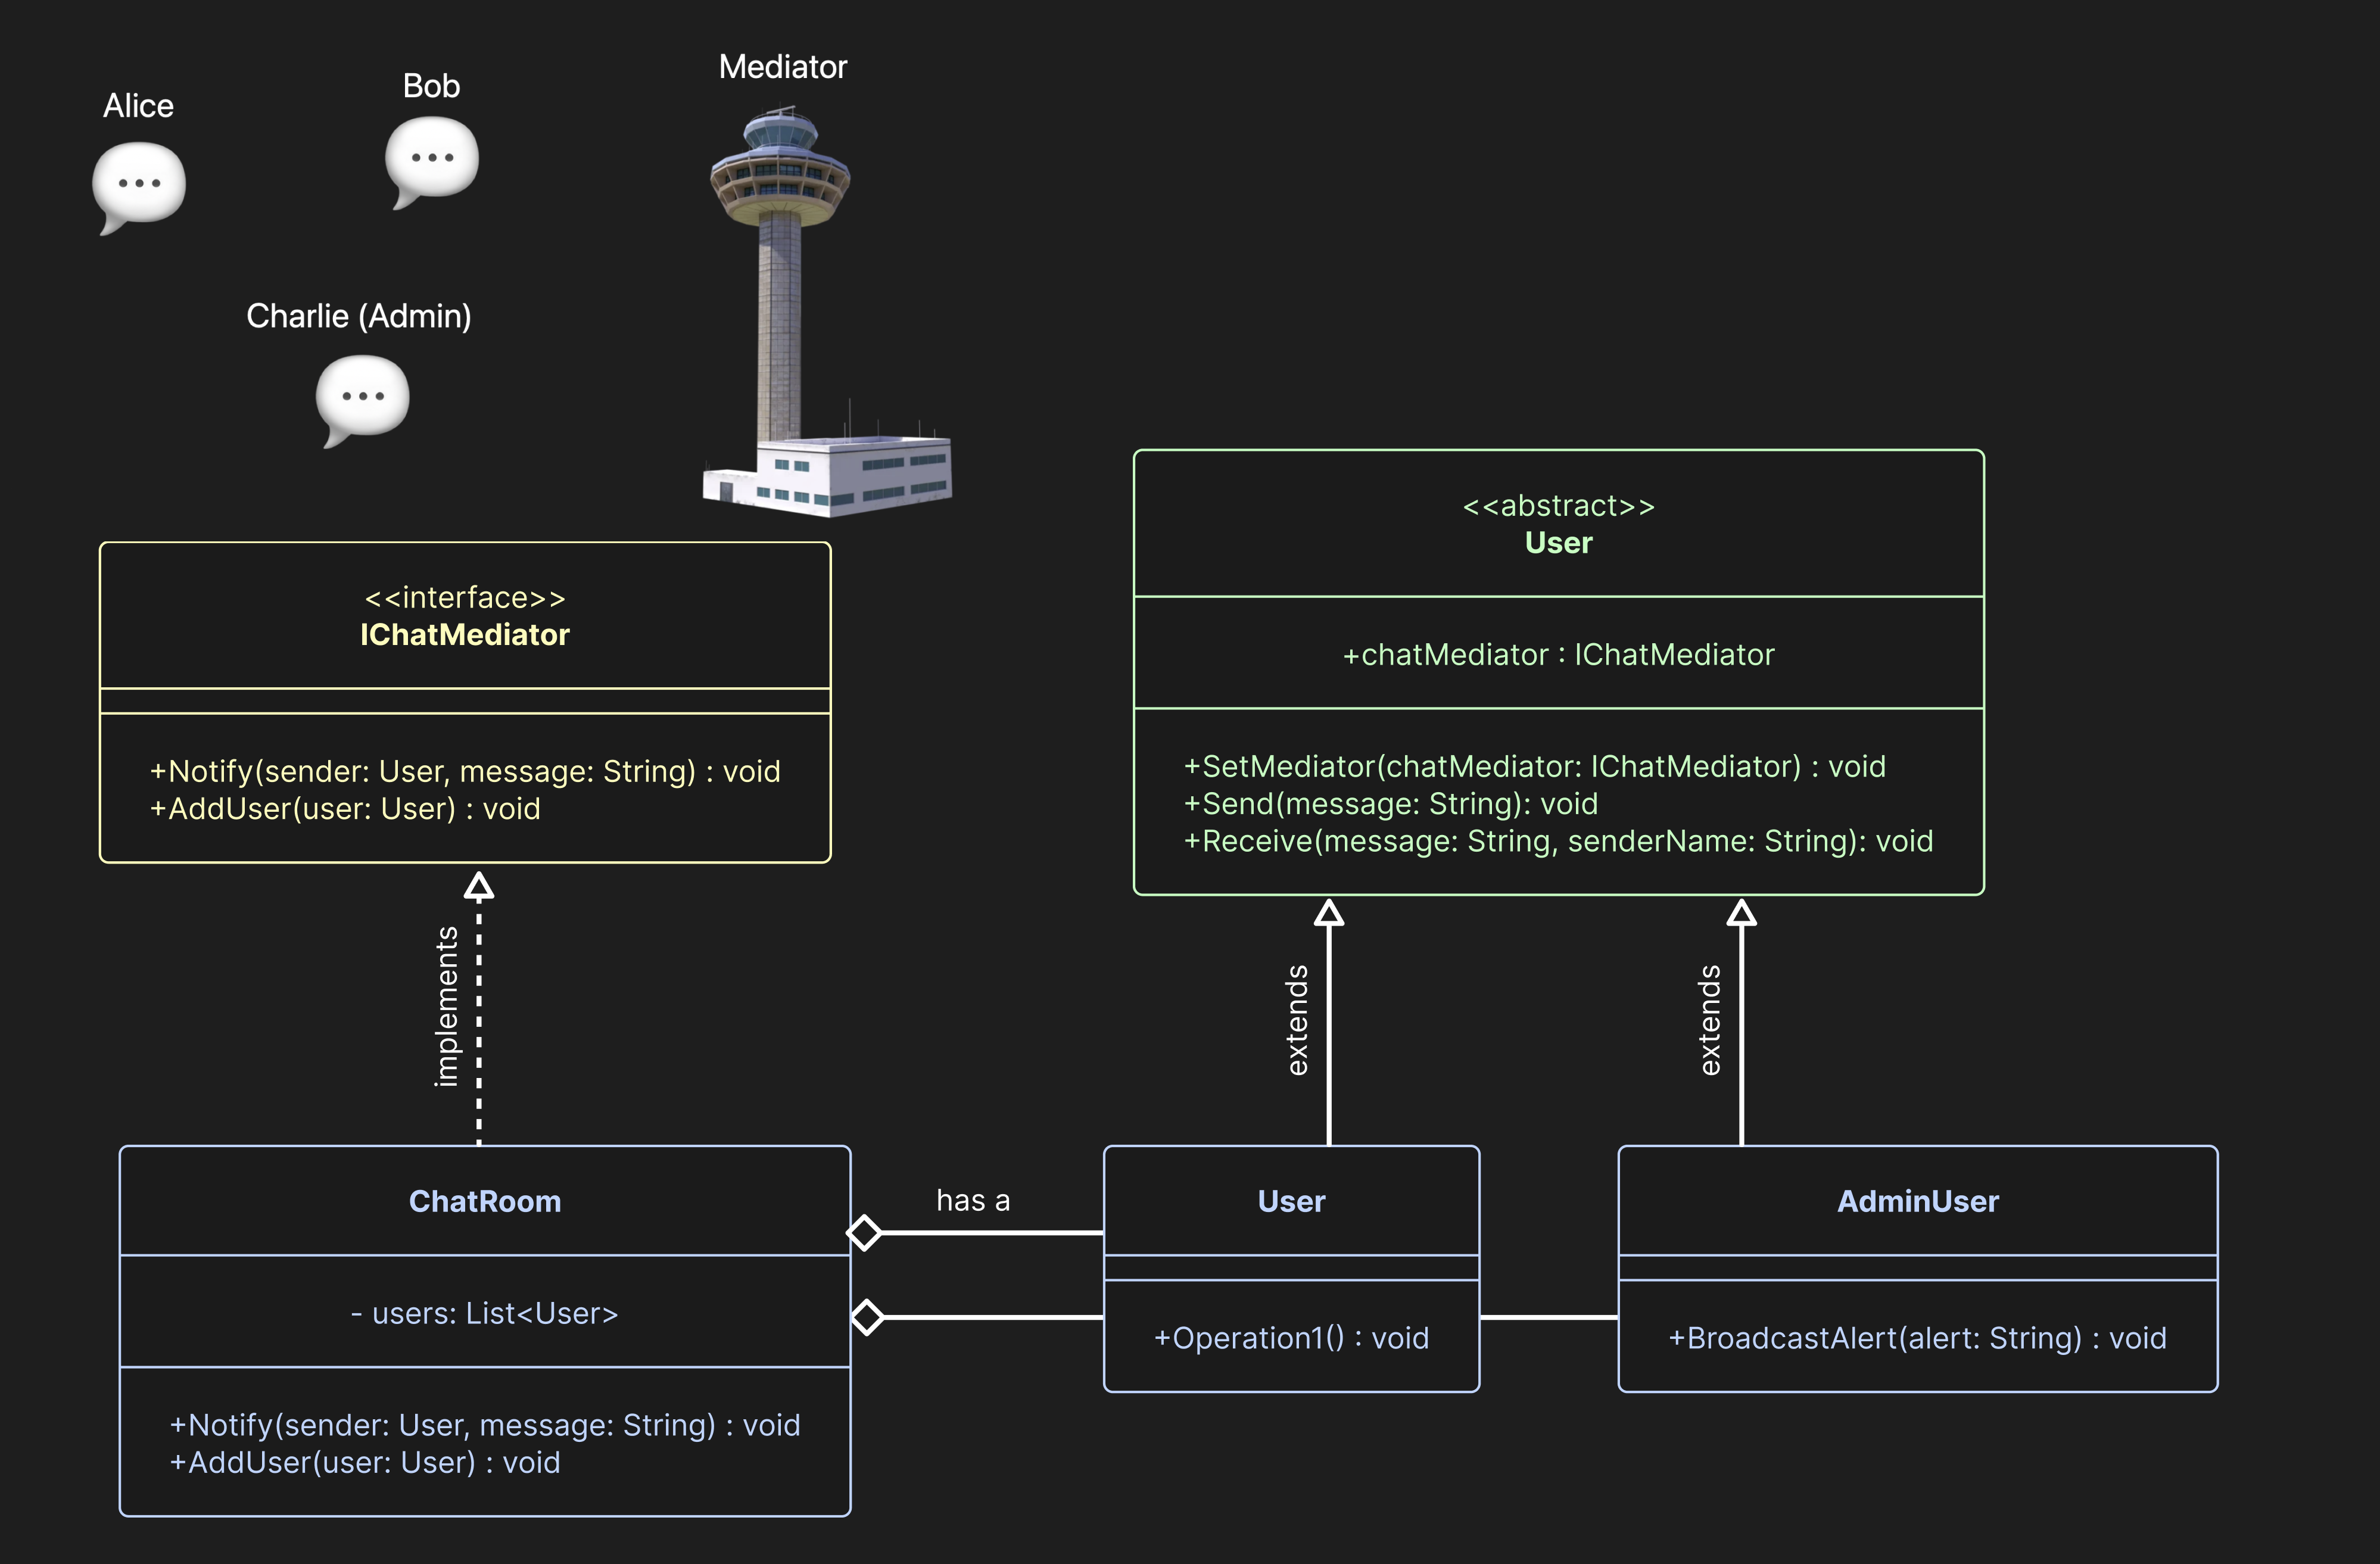 Alice
Bob
Mediator
Charlie (Admin)
<<interface>>
IChatMediator
+Notify(sender: User, message: String) : void
+AddUser(user: User) : void
<<abstract>>
User
+chatMediator : IChatMediator
+SetMediator(chatMediator: IChatMediator) : void
+Send(message: String): void
+Receive(message: String, senderName: String): void
implements
extends
extends
ChatRoom
- users: List<User>
+Notify(sender: User, message: String) : void
+AddUser(user: User) : void
has a
User
+Operation1() : void
AdminUser
+BroadcastAlert(alert: String) : void